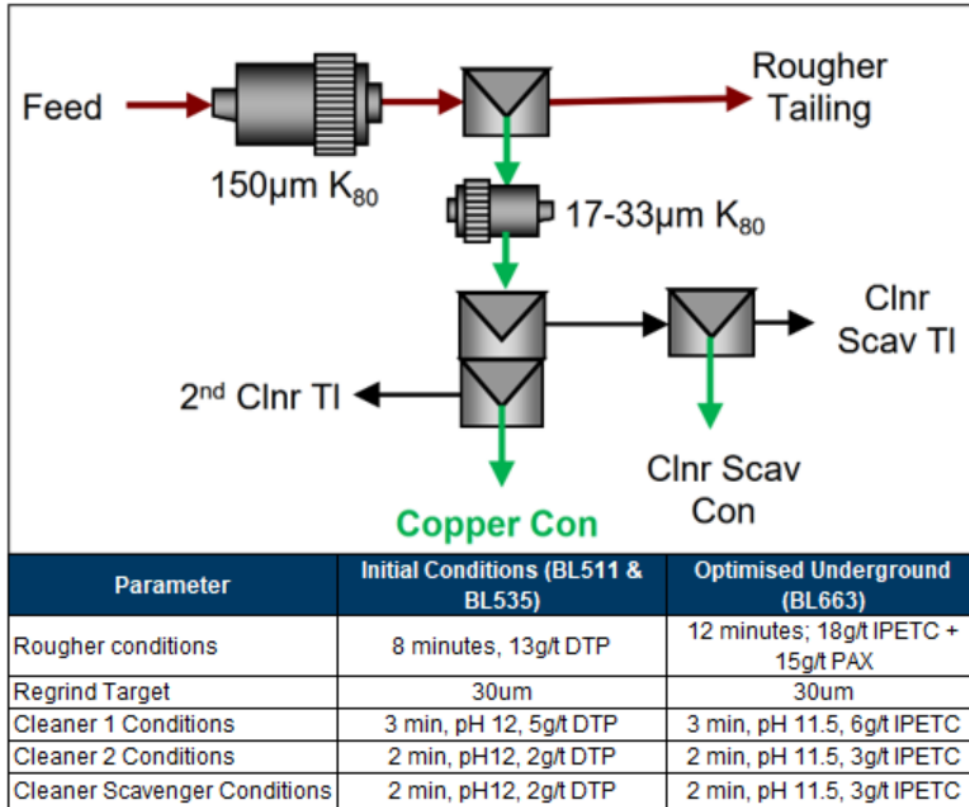 Feed
Rougher
Tailing
150µm K80
17-33µm K80
Clnr
Scav Tl
2nd Clnr Tl
Clnr Scav
Con
Copper Con
Parameter
Initial Conditions (BL511 &
BL535)
Optimised Underground
(BL663)
Rougher conditions
8 minutes, 13g/t DTP
12 minutes; 18g/t IPETC +
15g/t PAX
Regrind Target
30um
30um
Cleaner 1 Conditions
3 min, pH 12, 5g/t DTP
3 min, pH 11.5, 6g/t IPETC
Cleaner 2 Conditions
2 min, pH12, 2g/t DTP
2 min, pH 11.5, 3g/t IPETC
Cleaner Scavenger Conditions
2 min, pH12, 2g/t DTP
2 min, pH 11.5, 3g/t IPETC